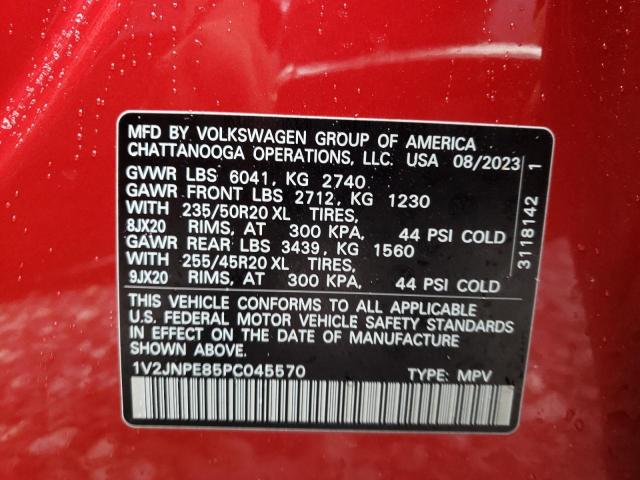 MFD BY VOLKSWAGEN GROUP OF AMERICA
CHATTANOOGA OPERATIONS, LLC. USA 08/2023
GVWR LBS 6041, KG 2740
GAWR FRONT LBS 2712, KG 1230
WITH 235/50R20 XL TIRES,
8JX20 RIMS, AT 300 KPA, 44 PSI COLD
GAWR REAR LBS 3439, KG 1560
WITH 255/45R20 XL TIRES,
9JX20 RIMS, AT 300 KPA, 44 PSI COLD
THIS VEHICLE CONFORMS TO ALL APPLICABLE
U.S. FEDERAL MOTOR VEHICLE SAFETY STANDARDS
IN EFFECT ON THE DATE OF MANUFACTURE
SHOWN ABOVE.
1V2JNPE85PC045570 TYPE: MPV
3118142 1